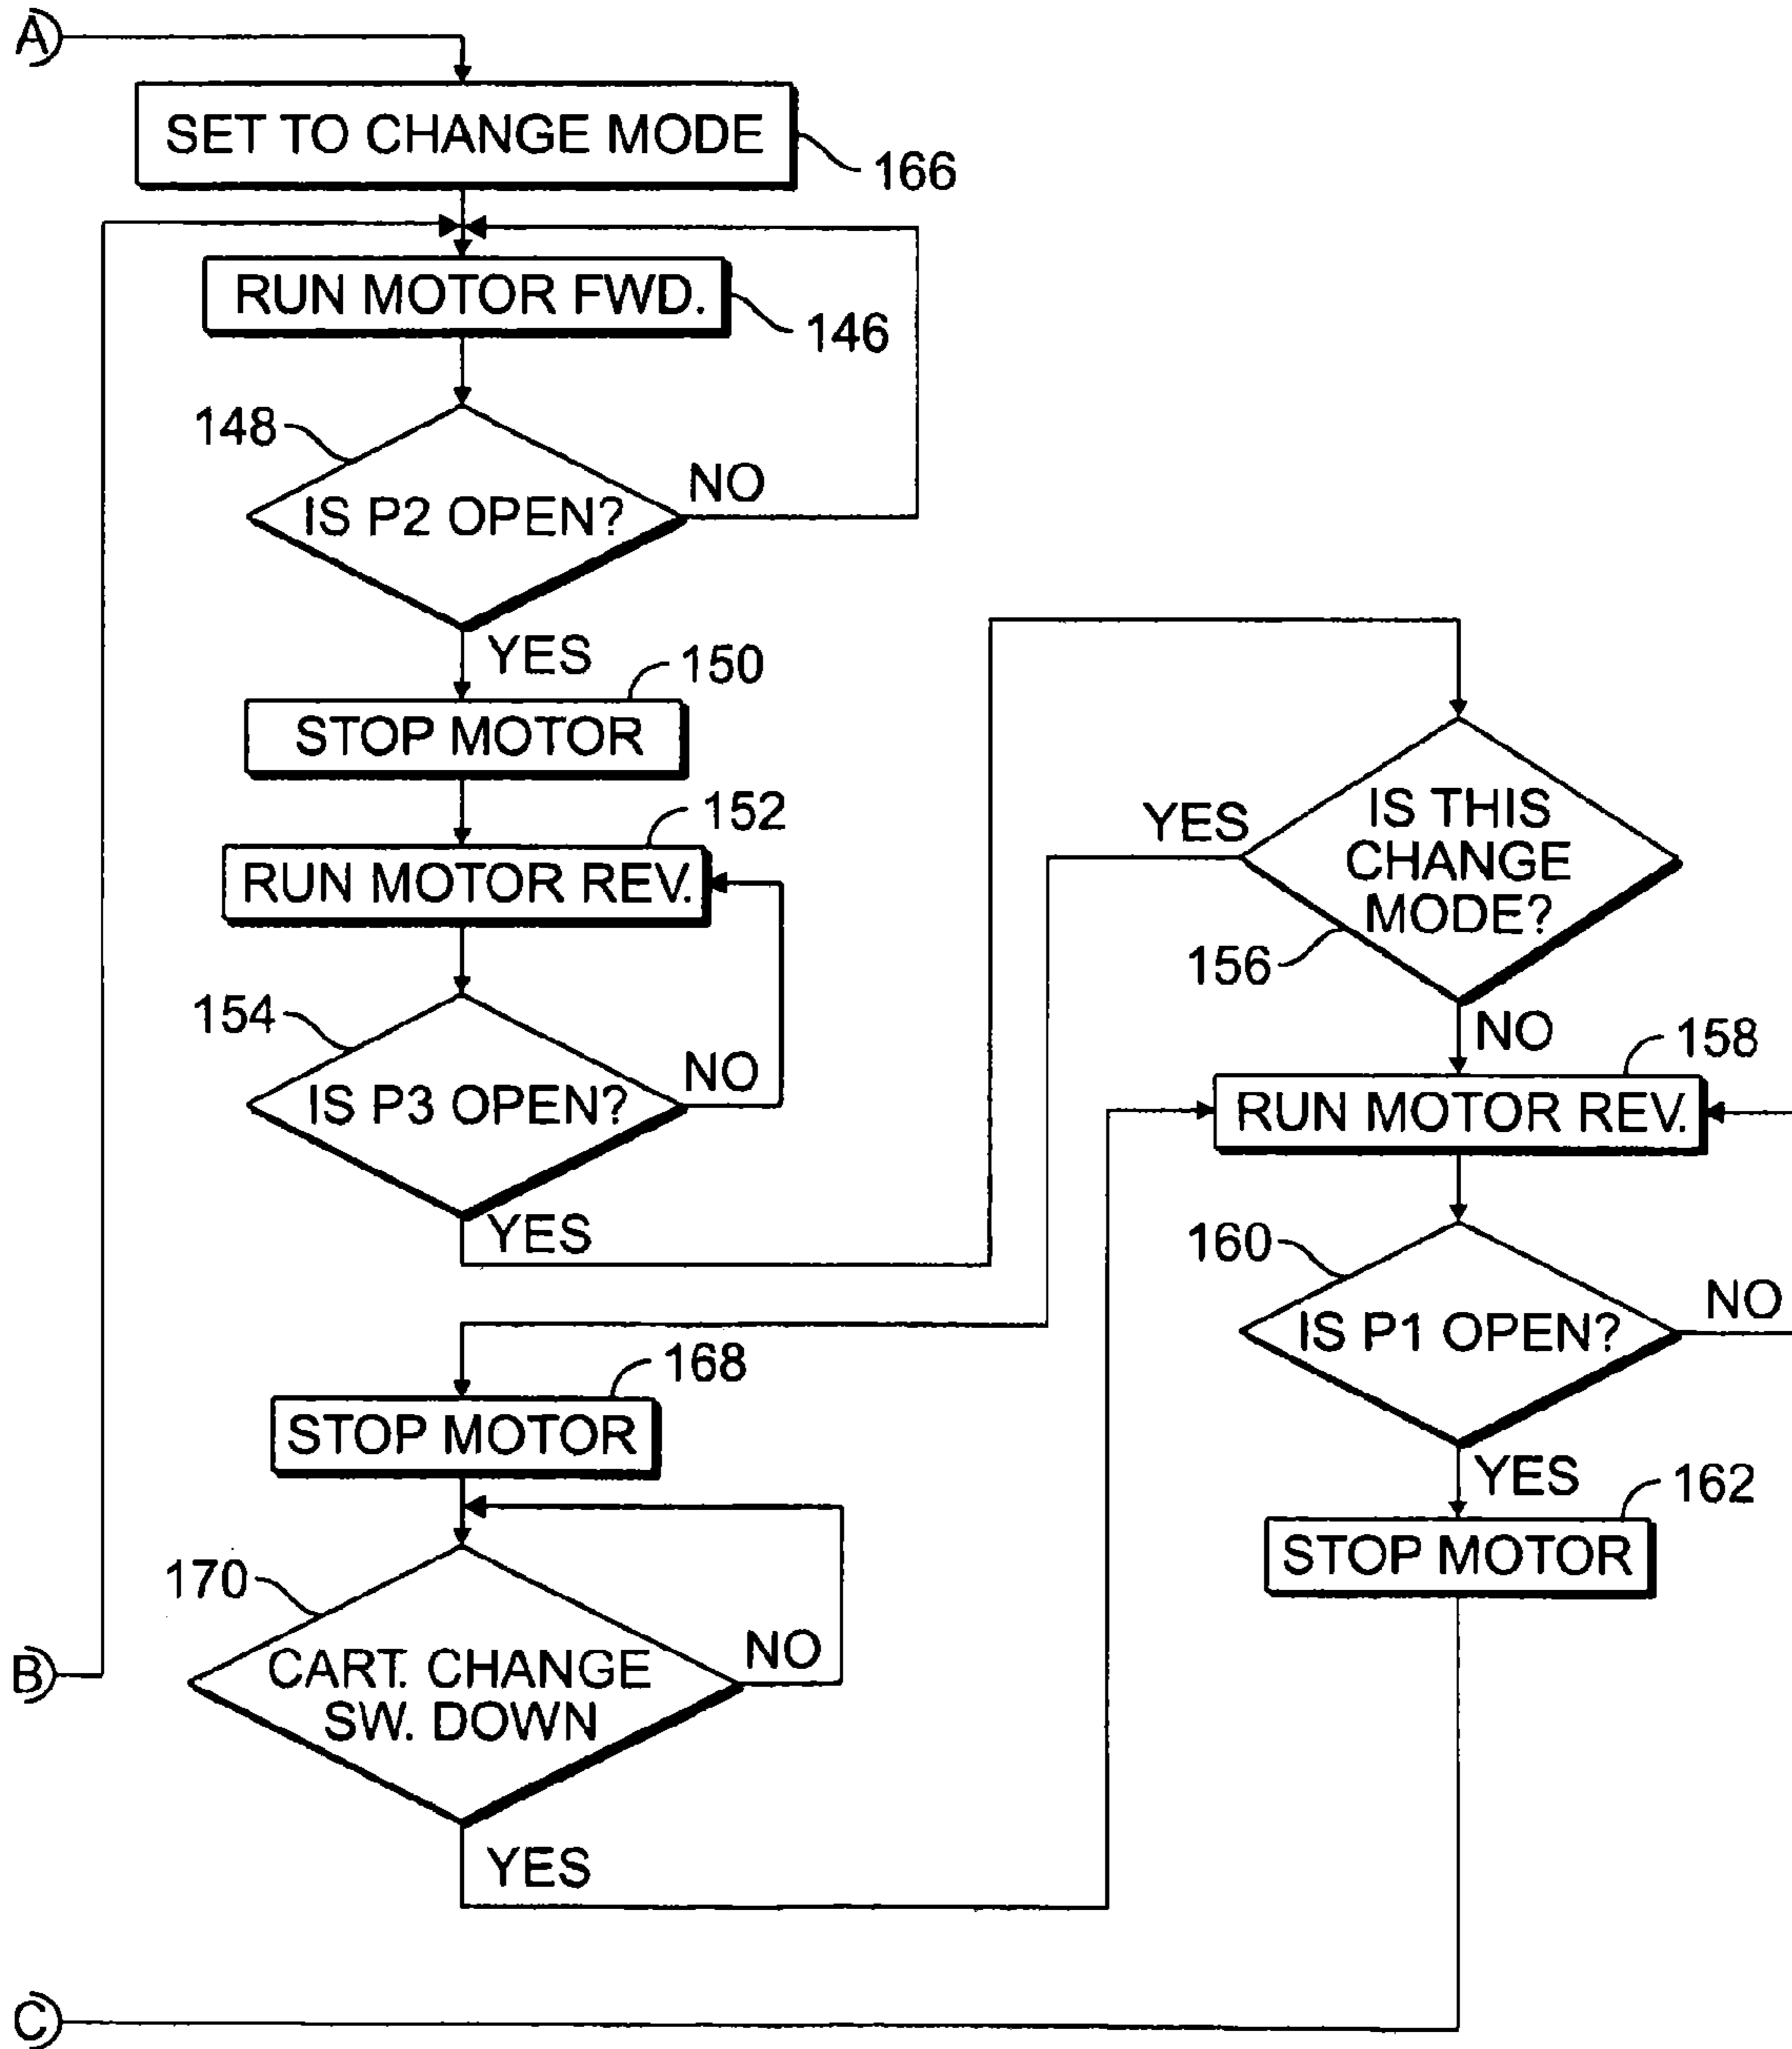 A
SET TO CHANGE MODE
166
RUN MOTOR FWD.
146
148
IS P2 OPEN?
NO
YES
150
STOP MOTOR
152
RUN MOTOR REV.
154
IS P3 OPEN?
NO
YES
IS THIS
CHANGE
MODE?
YES
156
NO
158
RUN MOTOR REV.
160
IS P1 OPEN?
NO
YES
162
STOP MOTOR
168
STOP MOTOR
170
CART. CHANGE
SW. DOWN
NO
YES
B
C